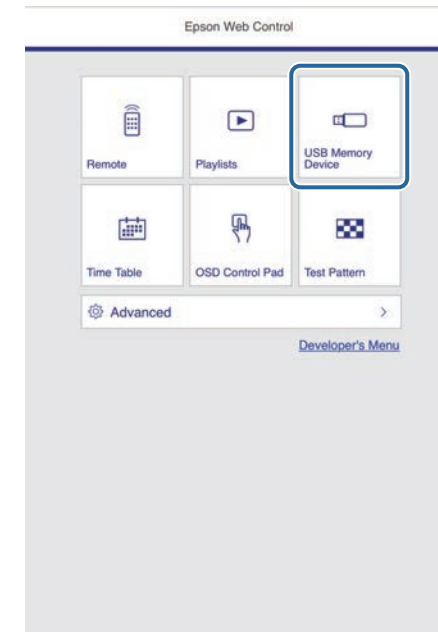 Epson Web Control
Remote
Playlists
USB Memory
Device
Time Table
OSD Control Pad
Test Pattern
Advanced
Developer's Menu